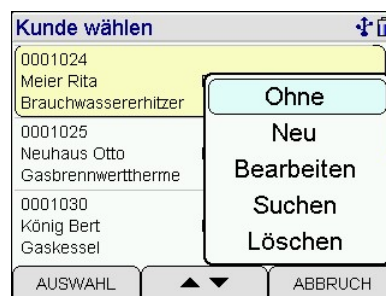 Kunde wählen
0001024
Meier Rita
Brauchwassererhitzer
0001025
Neuhaus Otto
Gasbrennwerttherme
0001030
König Bert
Gaskessel
Ohne
Neu
Bearbeiten
Suchen
Löschen
AUSWAHL
ABBRUCH